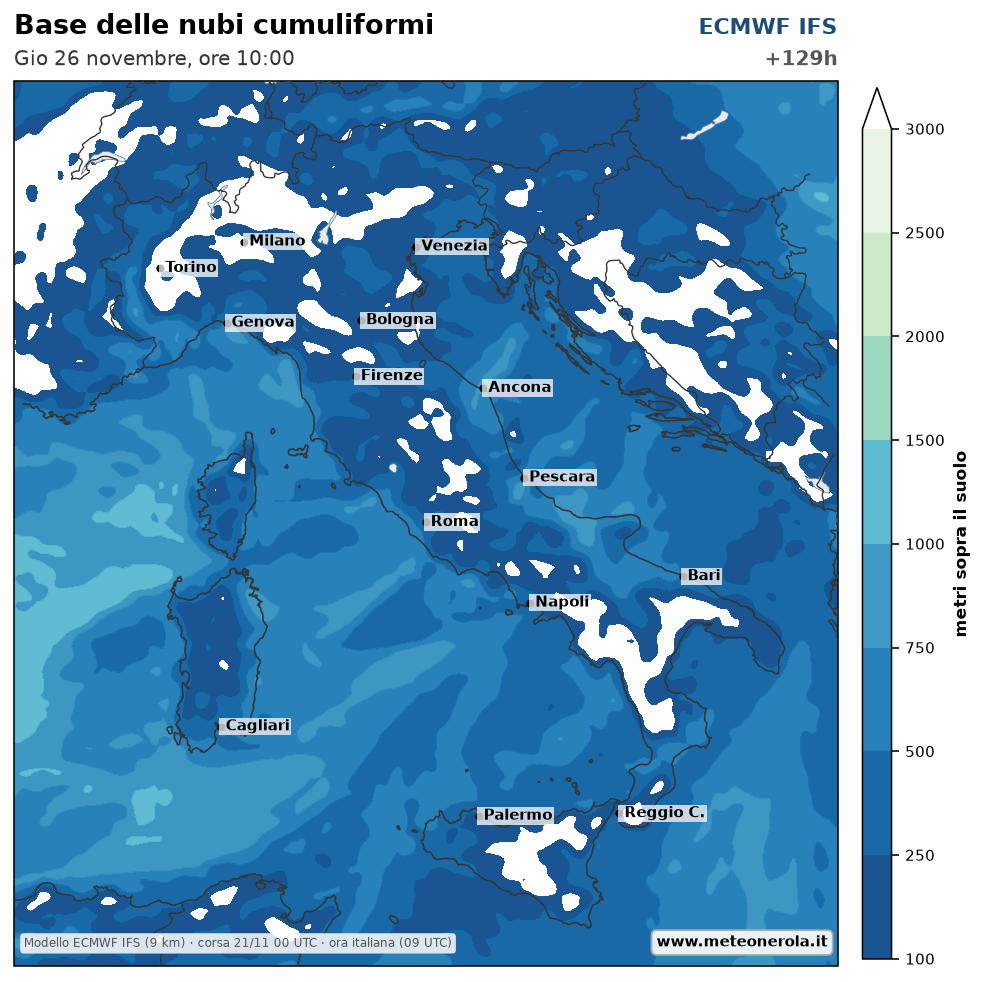 Base delle nubi cumuliformi
ECMWF IFS
Gio 26 novembre, ore 10:00
+129h
3000
2500
2000
1500
1000
750
500
250
100
metri sopra il suolo
Milano
Venezia
Torino
Genova
Bologna
Firenze
Ancona
Pescara
Roma
Bari
Napoli
Cagliari
Palermo
Reggio C.
Modello ECMWF IFS (9 km) · corsa 21/11 00 UTC · ora italiana (09 UTC)
www.meteonerola.it